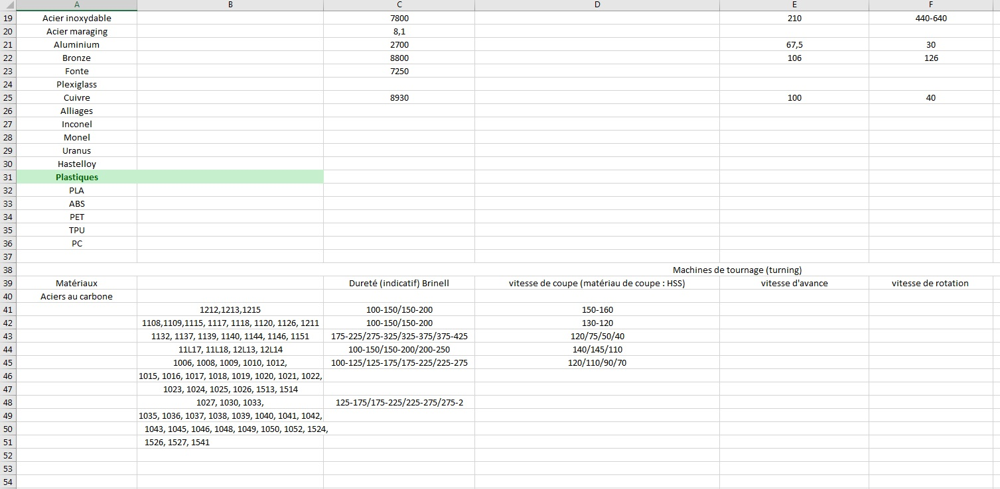 A B C D E F
19 Acier inoxydable 7800 210 440-640
20 Acier maraging 8,1
21 Aluminium 2700 67,5 30
22 Bronze 8800 106 126
23 Fonte 7250
24 Plexiglass
25 Cuivre 8930 100 40
26 Alliages
27 Inconel
28 Monel
29 Uranus
30 Hastelloy
31 Plastiques
32 PLA
33 ABS
34 PET
35 TPU
36 PC
37
38 Machines de tournage (turning)
39 Matériaux Dureté (indicatif) Brinell vitesse de coupe (matériau de coupe : HSS) vitesse d'avance vitesse de rotation
40 Aciers au carbone
41 1212,1213,1215 100-150/150-200 150-160
42 1108,1109,1115, 1117, 1118, 1120, 1126, 1211 100-150/150-200 130-120
43 1132, 1137, 1139, 1140, 1144, 1146, 1151 175-225/275-325/325-375/375-425 120/75/50/40
44 11L17, 11L18, 12L13, 12L14 100-150/150-200/200-250 140/145/110
45 1006, 1008, 1009, 1010, 1012, 100-125/125-175/175-225/225-275 120/110/90/70
46 1015, 1016, 1017, 1018, 1019, 1020, 1021, 1022,
47 1023, 1024, 1025, 1026, 1513, 1514
48 1027, 1030, 1033, 125-175/175-225/225-275/275-2
49 1035, 1036, 1037, 1038, 1039, 1040, 1041, 1042,
50 1043, 1045, 1046, 1048, 1049, 1050, 1052, 1524,
51 1526, 1527, 1541
52
53
54